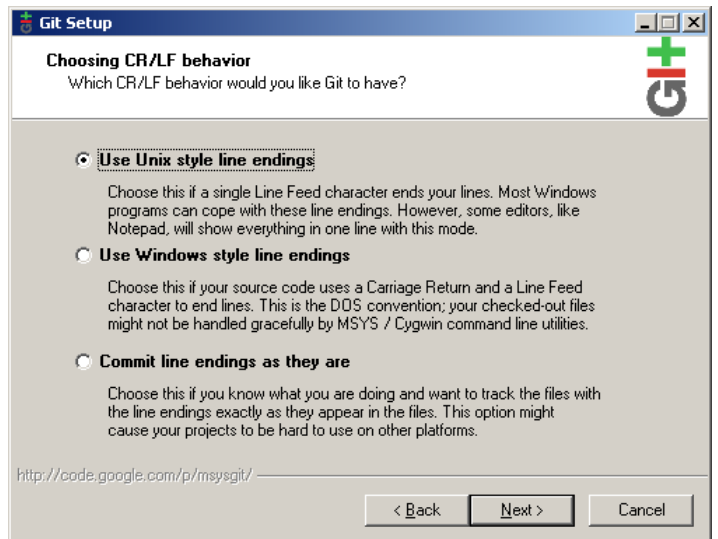 Git Setup
Choosing CR/LF behavior
Which CR/LF behavior would you like Git to have?
GIt
Use Unix style line endings
Choose this if a single Line Feed character ends your lines. Most Windows
programs can cope with these line endings. However, some editors, like
Notepad, will show everything in one line with this mode.
Use Windows style line endings
Choose this if your source code uses a Carriage Return and a Line Feed
character to end lines. This is the DOS convention; your checked-out files
might not be handled gracefully by MSYS / Cygwin command line utilities.
Commit line endings as they are
Choose this if you know what you are doing and want to track the files with
the line endings exactly as they appear in the files. This option might
cause your projects to be hard to use on other platforms.
http://code.google.com/p/msysgit/
< Back
Next >
Cancel